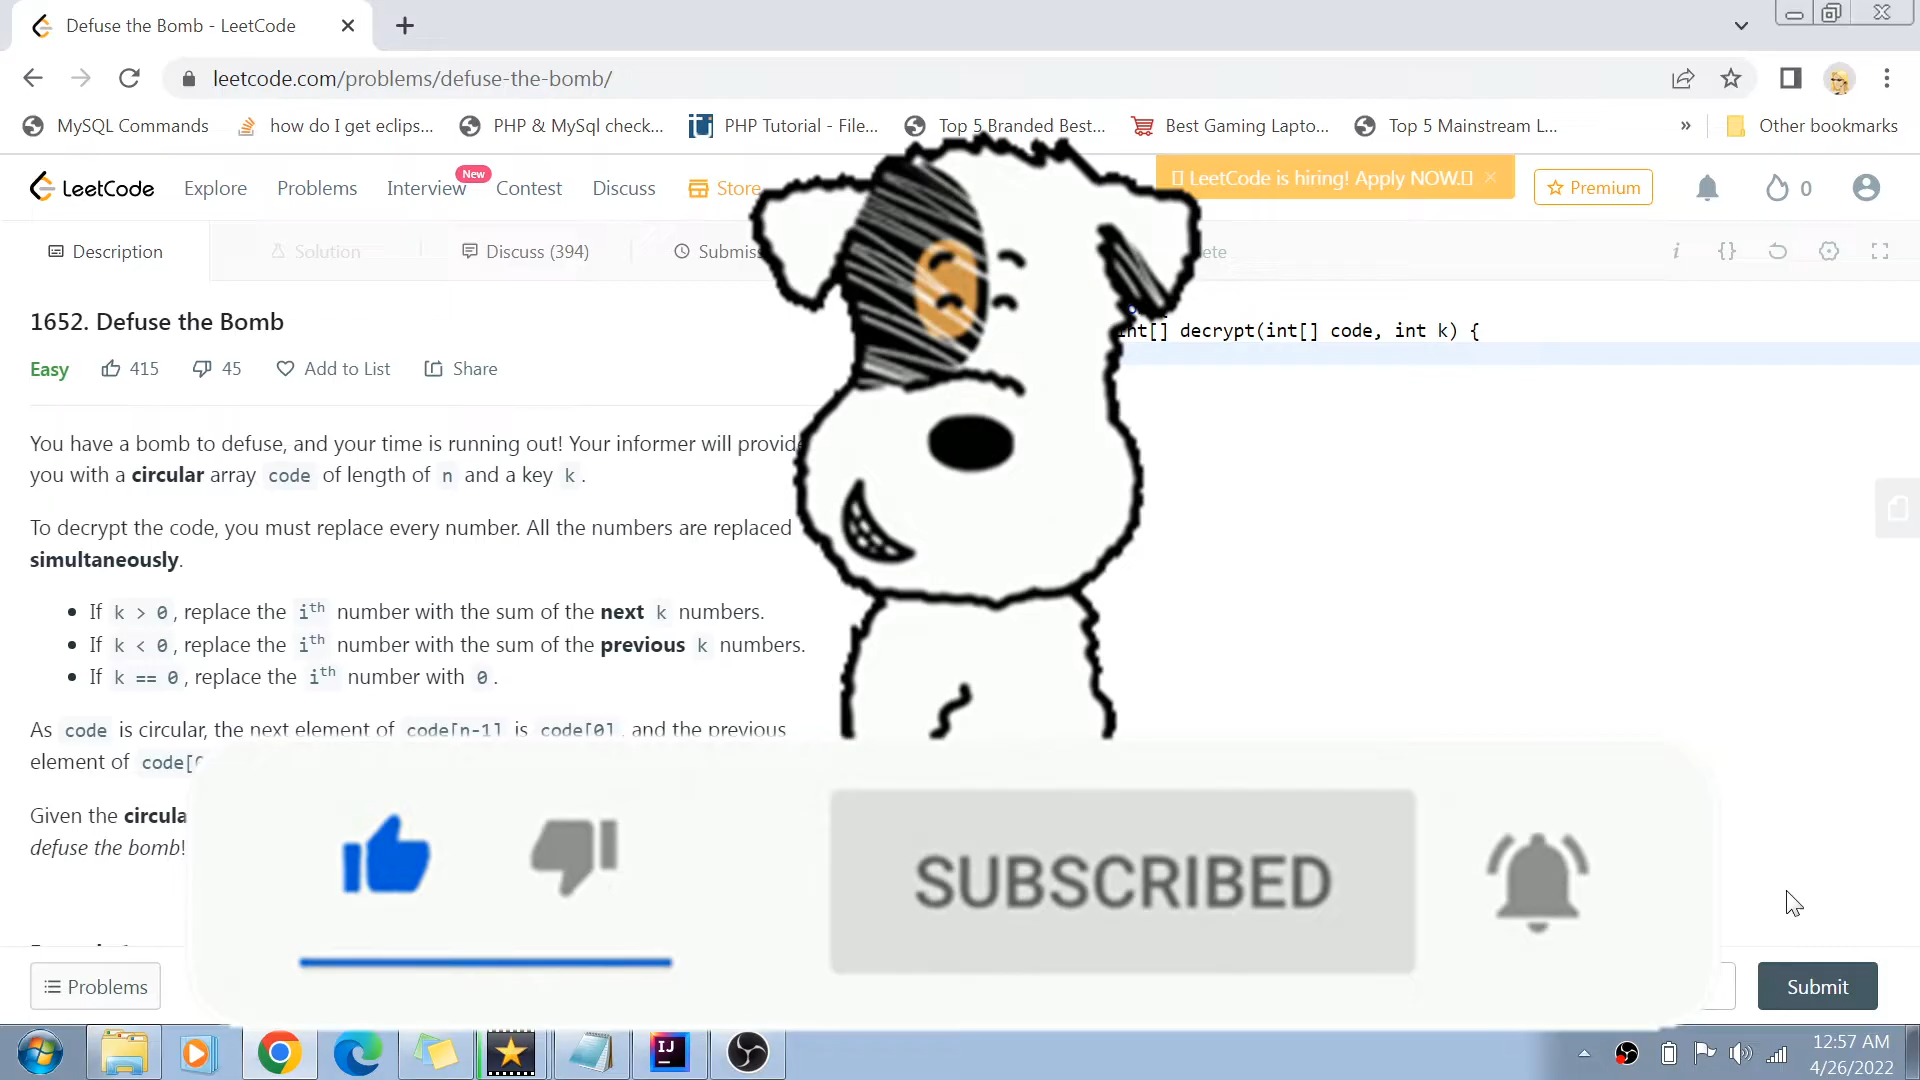 Defuse the Bomb - LeetCode
leetcode.com/problems/defuse-the-bomb/
MySQL Commands
how do I get eclips...
PHP & MySql check...
PHP Tutorial - File...
Top 5 Branded Best...
Best Gaming Lapto...
Top 5 Mainstream L...
»
Other bookmarks
LeetCode
Explore
Problems
Interview
New
Contest
Discuss
Store
LeetCode is hiring! Apply NOW.
Premium
0
Description
Solution
Discuss (394)
Submiss
i
{}
1652. Defuse the Bomb
Easy
415
45
Add to List
Share
int[] decrypt(int[] code, int k) {
You have a bomb to defuse, and your time is running out! Your informer will provide
you with a circular array code of length of n and a key k.
To decrypt the code, you must replace every number. All the numbers are replaced
simultaneously.
• If k > 0, replace the ith number with the sum of the next k numbers.
• If k < 0, replace the ith number with the sum of the previous k numbers.
• If k == 0, replace the ith number with 0.
As code is circular, the next element of code[n-1] is code[0], and the previous
element of code[
Given the circula
defuse the bomb!
SUBSCRIBED
Problems
Submit
IJ
12:57 AM
4/26/2022